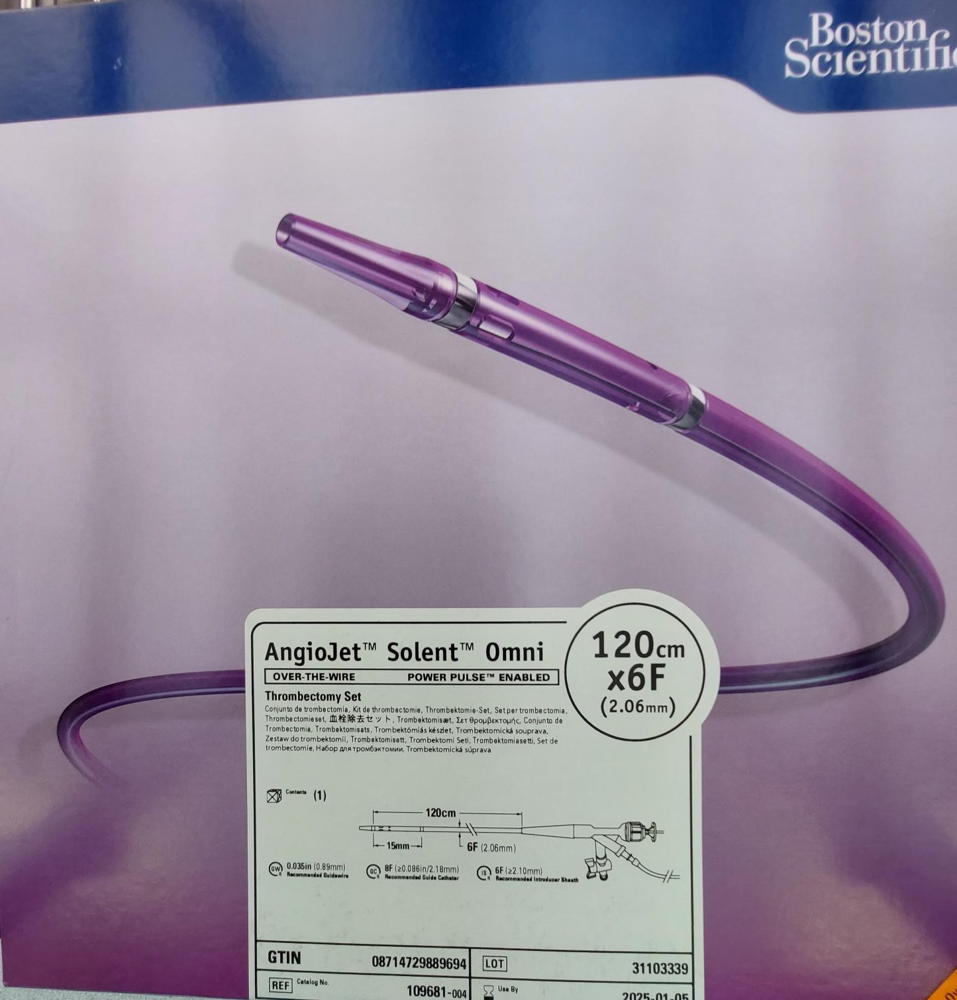 Boston
Scientific
AngioJet™ Solent™ Omni
OVER-THE-WIRE POWER PULSE™ ENABLED
120cm
x6F
(2.06mm)
Thrombectomy Set
Conjunto de trombectomía, Kit de thrombectomie, Thrombektomie-Set, Set per trombectomia,
Thrombectomieset, 血栓除去セット, Trombektomisæt, Σετ θρομβεκτομής, Conjunto de
Trombectomia, Trombektomisats, Trombektómiás készlet, Trombektomická souprava,
Zestaw do trombektomii, Trombektomisett, Trombektomi Seti, Trombektomiasetti, Set de
trombectomie, Набор для тромбэктомии, Trombektomická súprava
Contents (1)
120cm
15mm
6F (2.06mm)
GW R 0.035in (0.89mm)
Recommended Guidewire
GC R 8F (≥0.086in/2.18mm)
Recommended Guide Catheter
IS R 6F (≥2.10mm)
Recommended Introducer Sheath
GTIN 08714729889694
LOT 31103339
REF Catalog No. 109681-004
Use By 2025-01-05